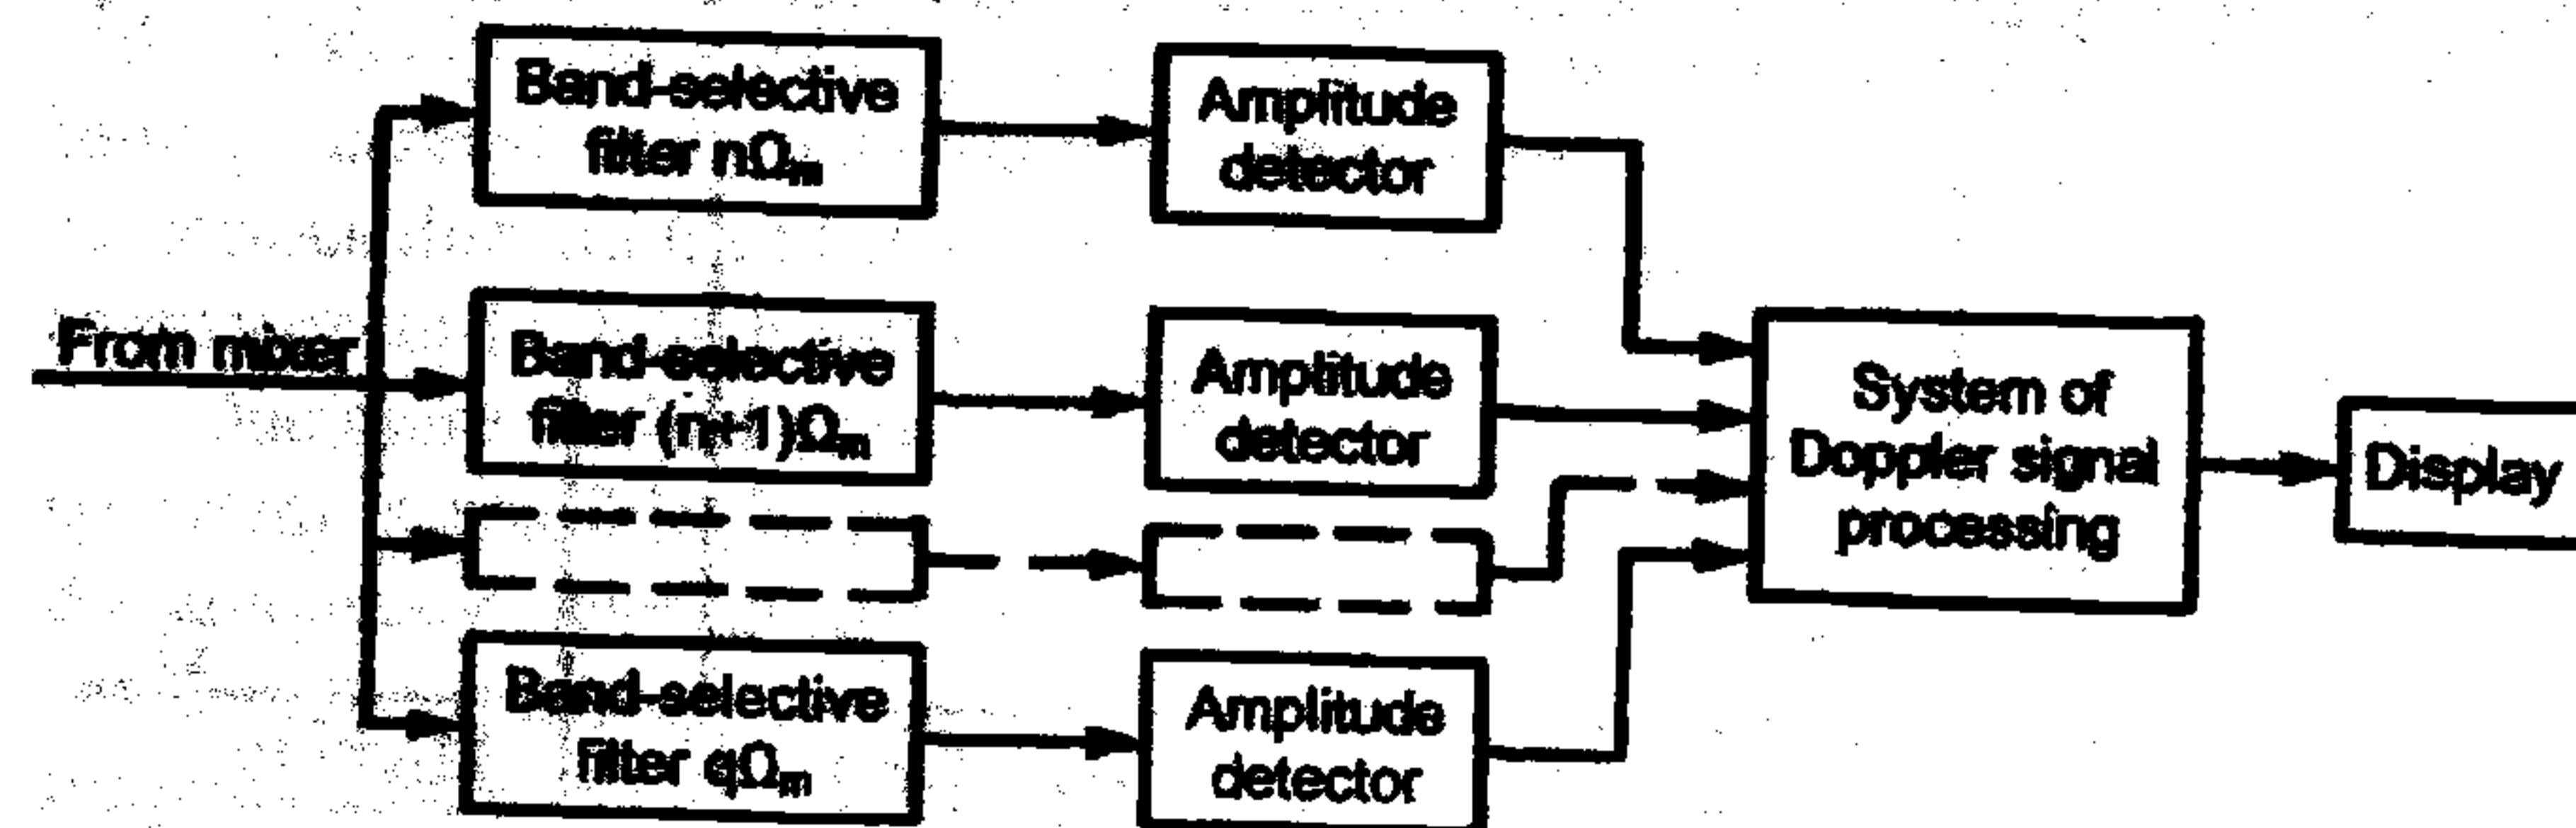 Band-selective
filter nΩm
Amplitude
detector
From mixer
Band-selective
filter (n+1)Ωm
Amplitude
detector
System of
Doppler signal
processing
Display
Band-selective
filter qΩm
Amplitude
detector